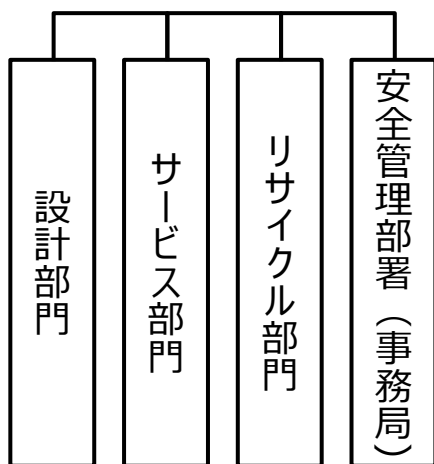 設計部門
サービス部門
リサイクル部門
安全管理部署（事務局）